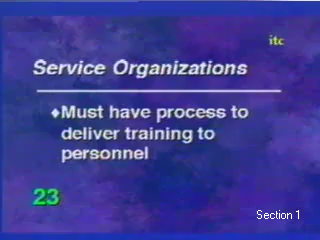 itc
Service Organizations
♦Must have process to
deliver training to
personnel
23
Section 1